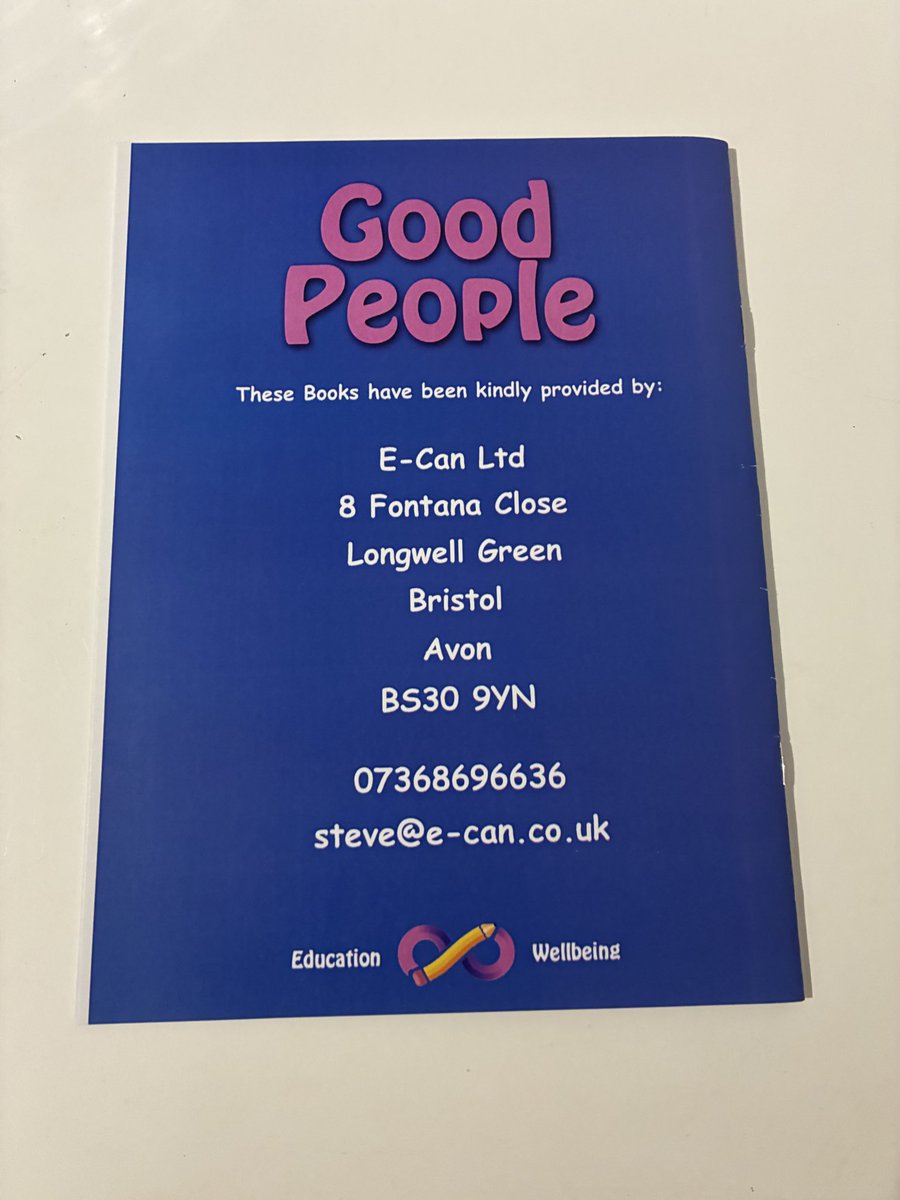 Good
People
These Books have been kindly provided by:
E-Can Ltd
8 Fontana Close
Longwell Green
Bristol
Avon
BS30 9YN
07368696636
steve@e-can.co.uk
Education Wellbeing